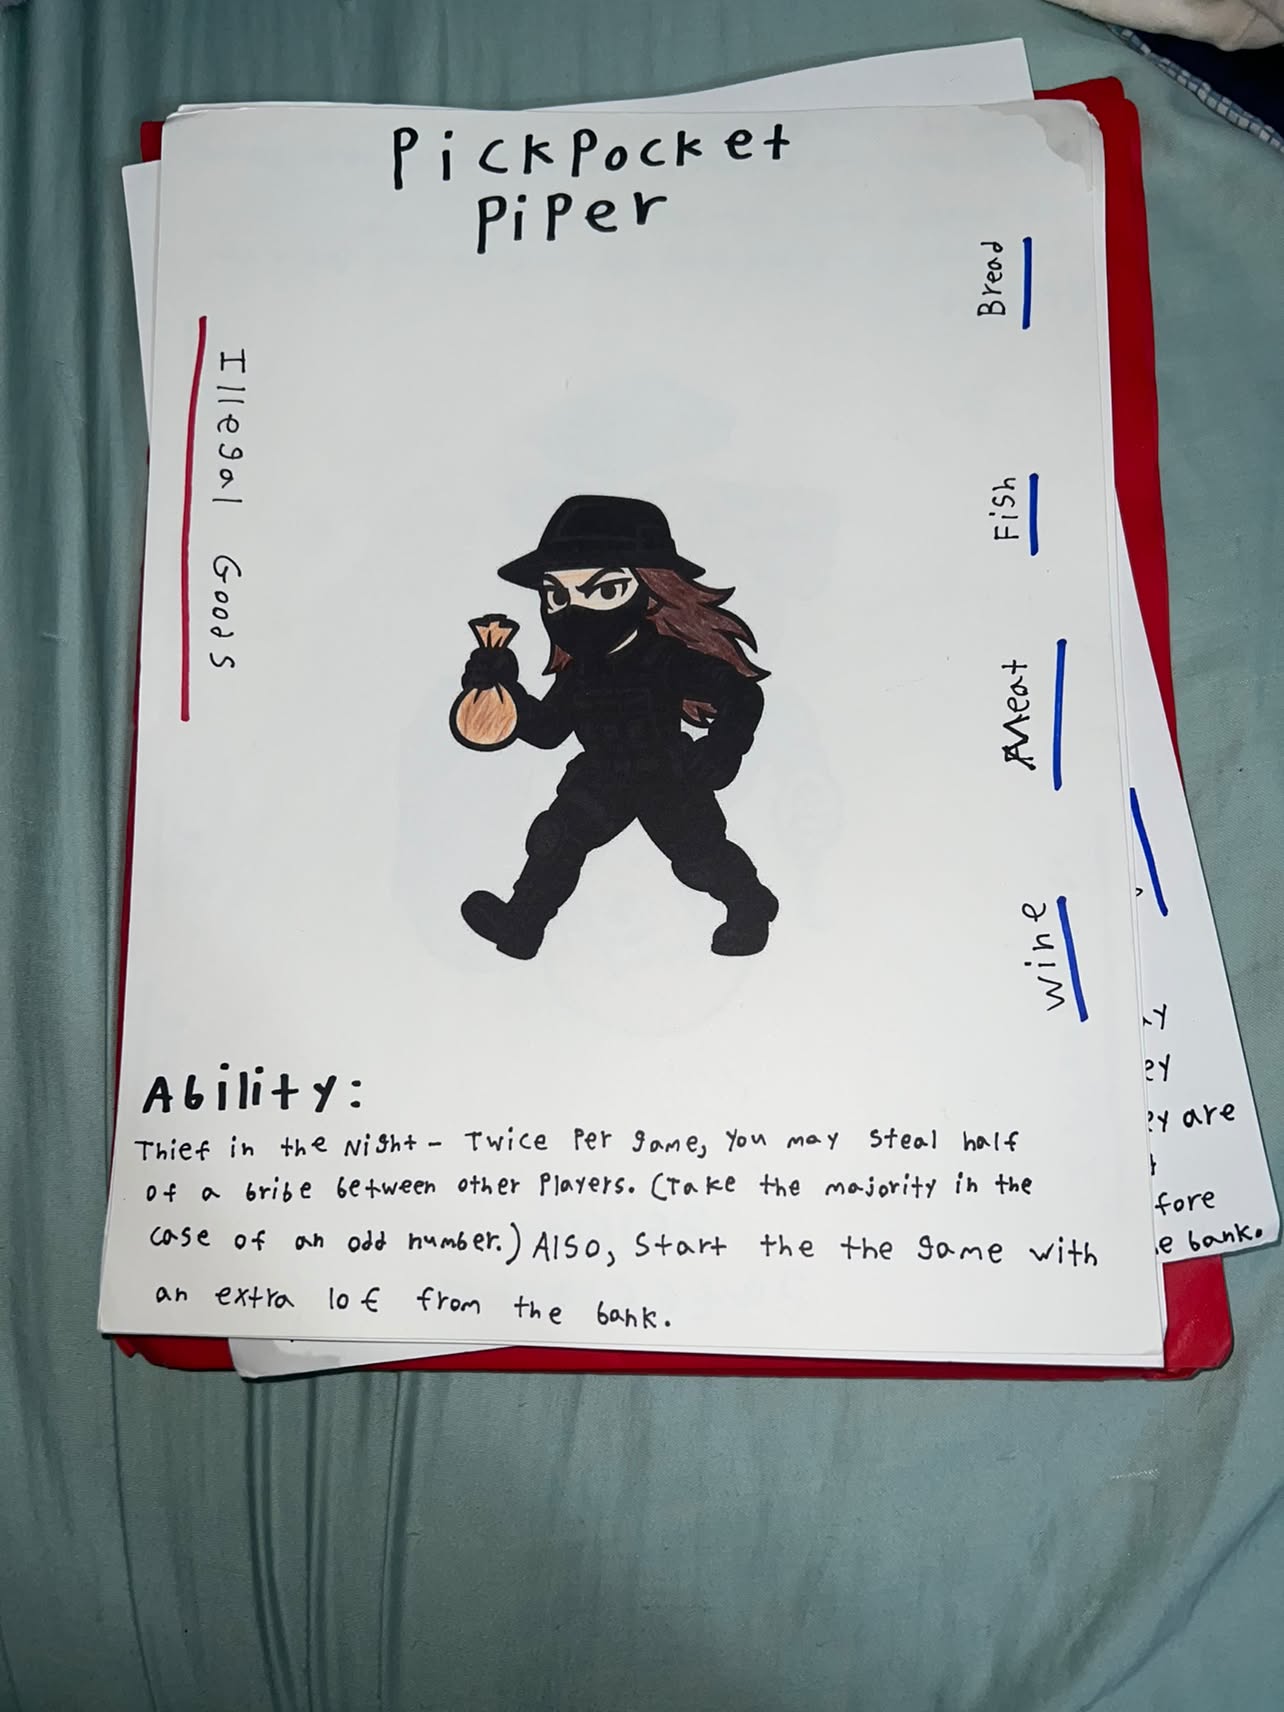 PickPocket
PiPer
Illegal Goods
Bread
Fish
Meat
Wine
Ability:
Thief in the Night - Twice Per game, You may steal half
of a bribe between other Players. (Take the majority in the
case of an odd number.) Also, Start the the game with
an extra 10 € from the bank.
ey are
fore
e bank.